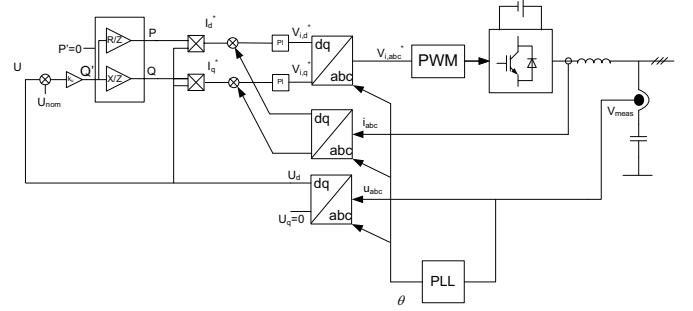 I_d^*
V_i,d^*
P
P'=0
R/Z
PI
dq
abc
V_i,abc^*
PWM
U
Q'
k_v
X/Z
Q
I_q^*
V_i,q^*
PI
U_nom
dq
abc
i_abc
V_meas
U_d
dq
abc
u_abc
U_q=0
PLL
θ